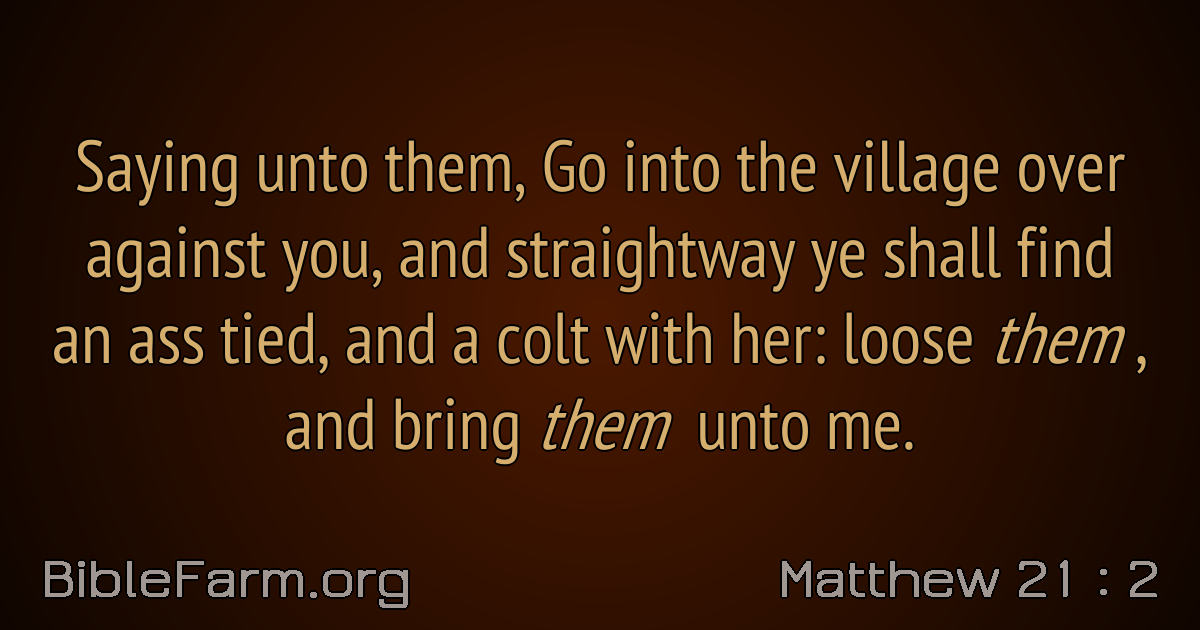 Saying unto them, Go into the village over
against you, and straightway ye shall find
an ass tied, and a colt with her: loose them ,
and bring them unto me.
BibleFarm.org
Matthew 21 : 2